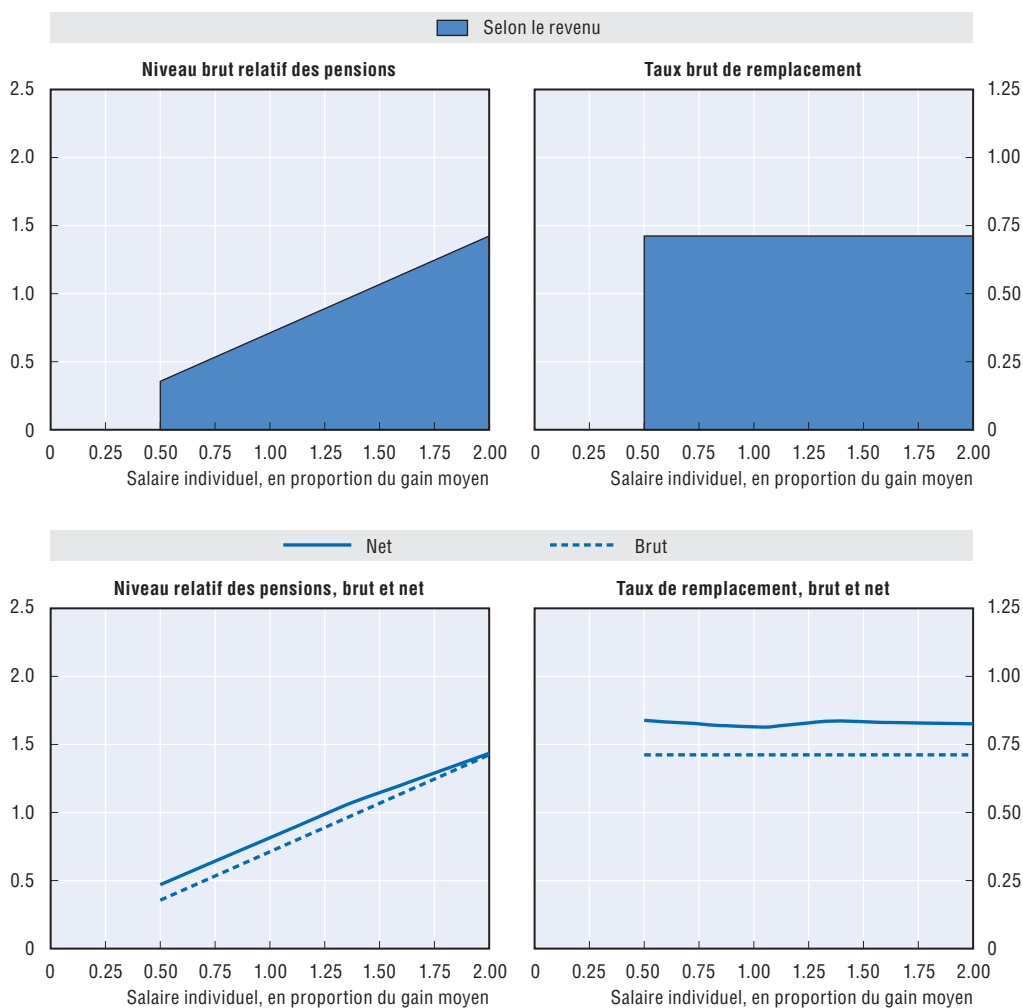 Selon le revenu
Niveau brut relatif des pensions
2.5
2.0
1.5
1.0
0.5
0
0 0.25 0.50 0.75 1.00 1.25 1.50 1.75 2.00
Salaire individuel, en proportion du gain moyen
Taux brut de remplacement
1.25
1.00
0.75
0.50
0.25
0
0 0.25 0.50 0.75 1.00 1.25 1.50 1.75 2.00
Salaire individuel, en proportion du gain moyen
Net Brut
Niveau relatif des pensions, brut et net
2.5
2.0
1.5
1.0
0.5
0
0 0.25 0.50 0.75 1.00 1.25 1.50 1.75 2.00
Salaire individuel, en proportion du gain moyen
Taux de remplacement, brut et net
1.25
1.00
0.75
0.50
0.25
0
0 0.25 0.50 0.75 1.00 1.25 1.50 1.75 2.00
Salaire individuel, en proportion du gain moyen